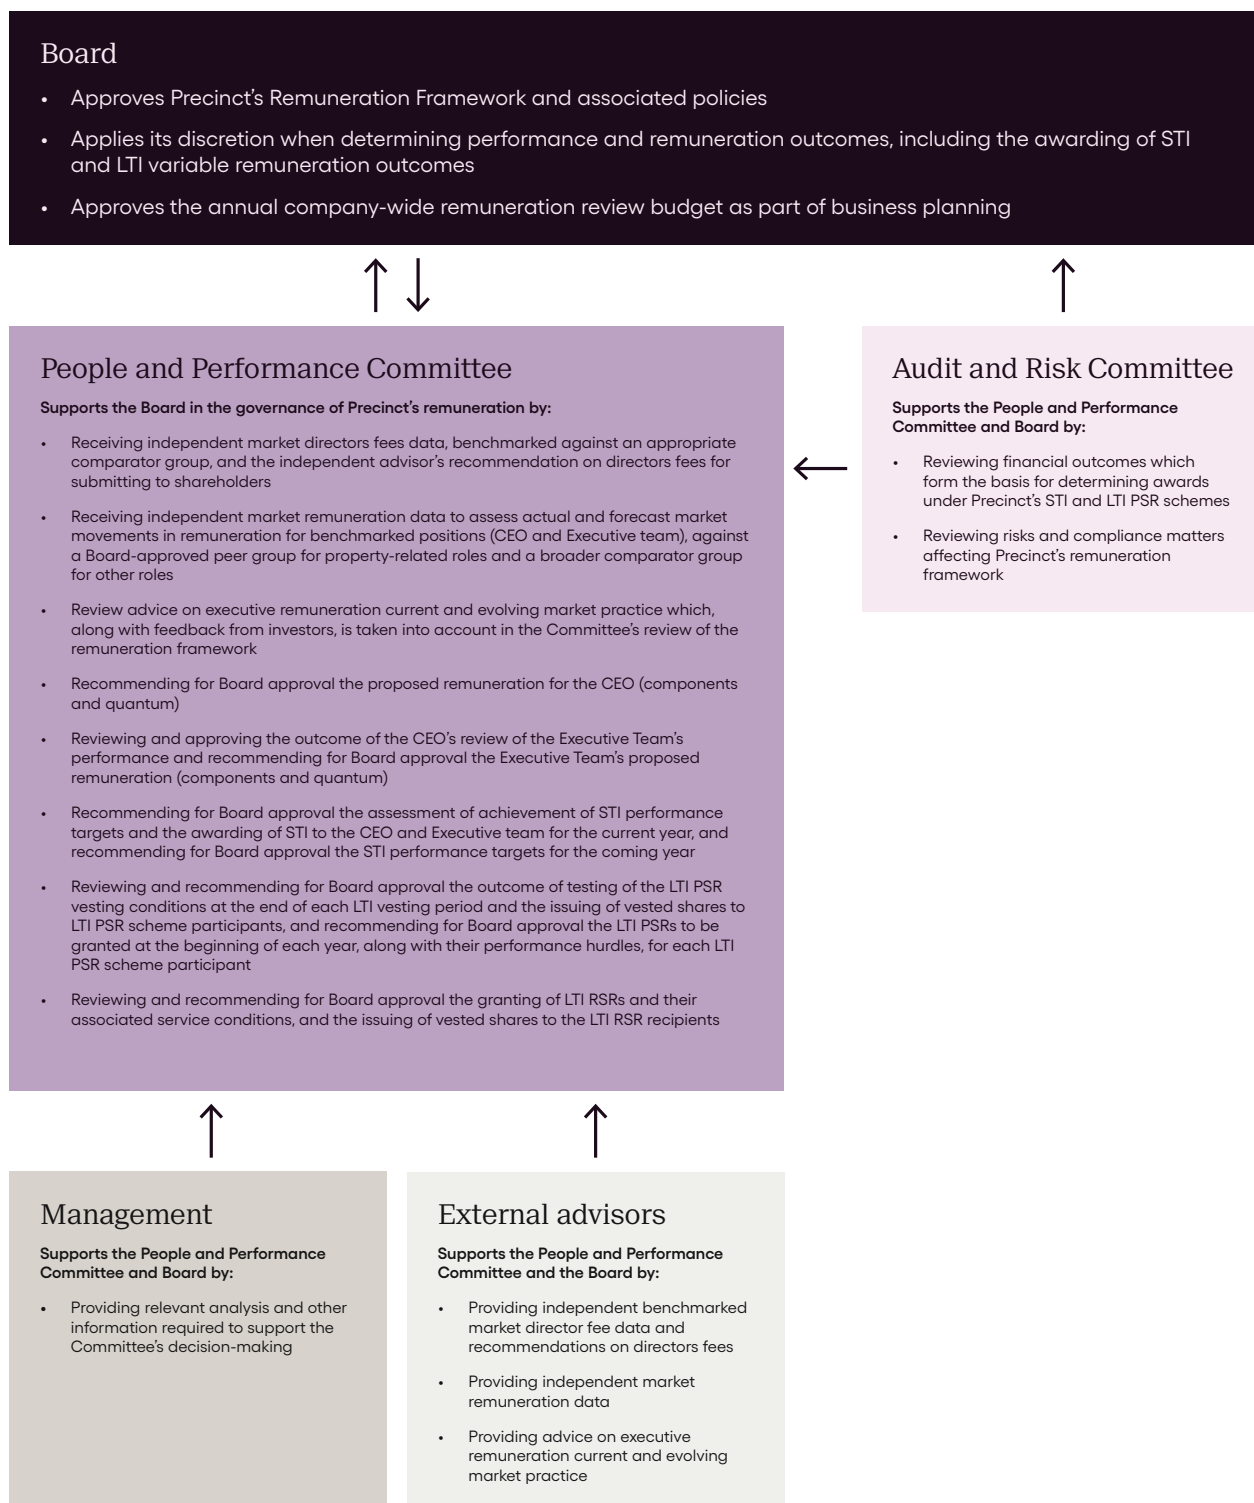 Board
• Approves Precinct’s Remuneration Framework and associated policies
• Applies its discretion when determining performance and remuneration outcomes, including the awarding of STI
and LTI variable remuneration outcomes
• Approves the annual company-wide remuneration review budget as part of business planning
People and Performance Committee
Supports the Board in the governance of Precinct’s remuneration by:
• Receiving independent market directors fees data, benchmarked against an appropriate
comparator group, and the independent advisor’s recommendation on directors fees for
submitting to shareholders
• Receiving independent market remuneration data to assess actual and forecast market
movements in remuneration for benchmarked positions (CEO and Executive team), against
a Board-approved peer group for property-related roles and a broader comparator group
for other roles
• Review advice on executive remuneration current and evolving market practice which,
along with feedback from investors, is taken into account in the Committee’s review of the
remuneration framework
• Recommending for Board approval the proposed remuneration for the CEO (components
and quantum)
• Reviewing and approving the outcome of the CEO’s review of the Executive Team’s
performance and recommending for Board approval the Executive Team’s proposed
remuneration (components and quantum)
• Recommending for Board approval the assessment of achievement of STI performance
targets and the awarding of STI to the CEO and Executive team for the current year, and
recommending for Board approval the STI performance targets for the coming year
• Reviewing and recommending for Board approval the outcome of testing of the LTI PSR
vesting conditions at the end of each LTI vesting period and the issuing of vested shares to
LTI PSR scheme participants, and recommending for Board approval the LTI PSRs to be
granted at the beginning of each year, along with their performance hurdles, for each LTI
PSR scheme participant
• Reviewing and recommending for Board approval the granting of LTI RSRs and their
associated service conditions, and the issuing of vested shares to the LTI RSR recipients
Audit and Risk Committee
Supports the People and Performance
Committee and Board by:
• Reviewing financial outcomes which
form the basis for determining awards
under Precinct’s STI and LTI PSR schemes
• Reviewing risks and compliance matters
affecting Precinct’s remuneration
framework
Management
Supports the People and Performance
Committee and Board by:
• Providing relevant analysis and other
information required to support the
Committee’s decision-making
External advisors
Supports the People and Performance
Committee and the Board by:
• Providing independent benchmarked
market director fee data and
recommendations on directors fees
• Providing independent market
remuneration data
• Providing advice on executive
remuneration current and evolving
market practice